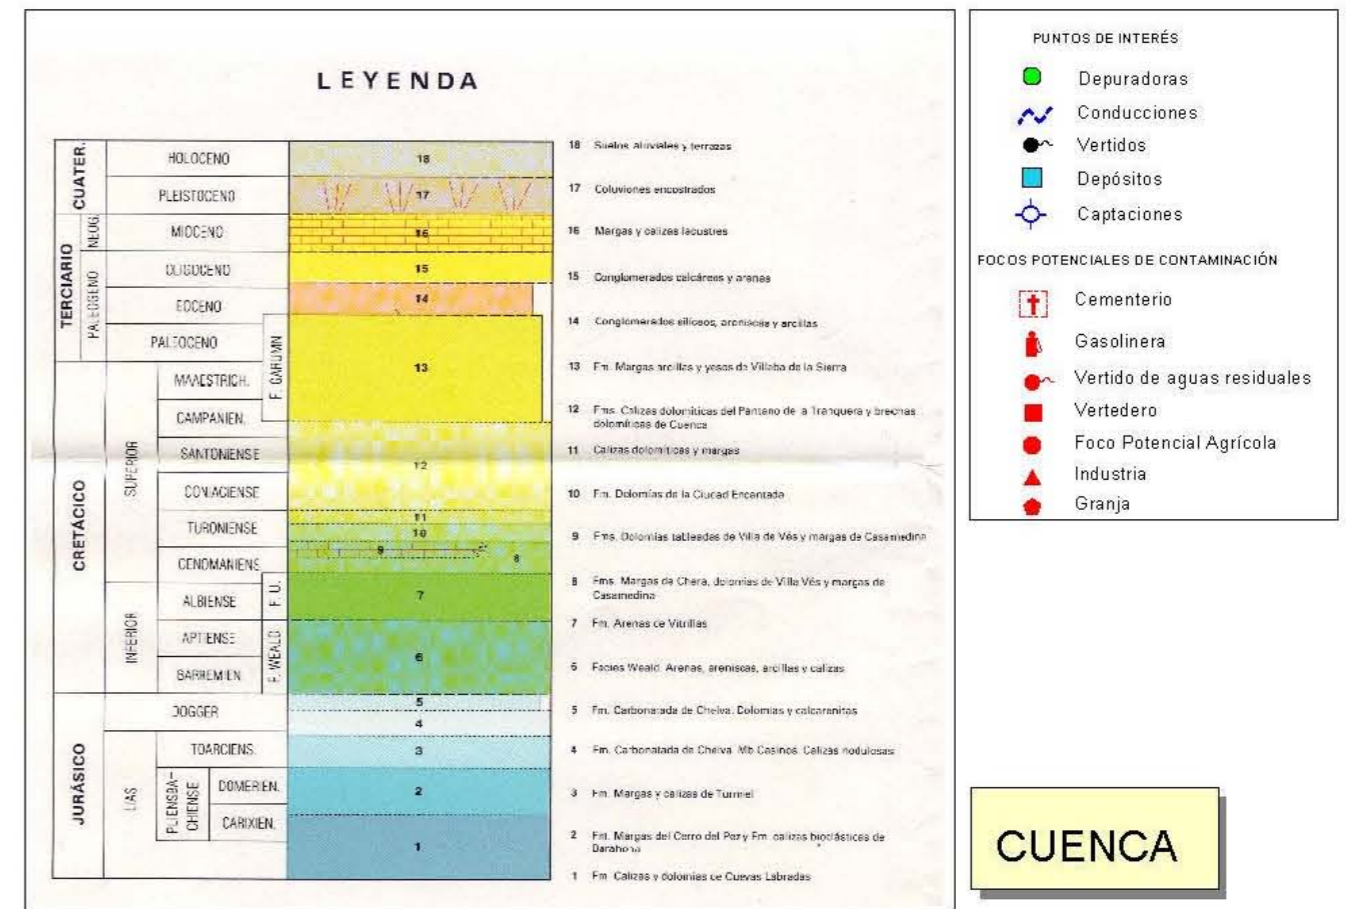 LEYENDA
CUATER.
HOLOCENO
18
PLEISTOCENO
17
TERCIARIO
NEOG.
MIOCENO
16
PALEOGENO
OLIGOCENO
15
EOCENO
14
PALEOCENO
13
F. GARUMN
CRETÁCICO
SUPERIOR
MAAESTRICH.
CAMPANIEN.
SANTONIENSE
12
CONIACIENSE
11
TURONIENSE
10
9
8
CENOMANIENS.
INFERIOR
ALBIENSE
F. U.
7
APTIENSE
F. WEALD
6
BARREMIEN.
JURÁSICO
DOGGER
5
4
LIAS
TOARCIENS.
3
PLIENSBA-
CHIENSE
DOMERIEN.
2
CARIXIEN.
1
18 Suelos aluviales y terrazas
17 Coluviones encostrados
16 Margas y calizas lacustres
15 Conglomerados calcáreos y arenas
14 Conglomerados silíceos, areniscas y arcillas
13 Fm. Margas arcillas y yesos de Villaba de la Sierra
12 Fms. Calizas dolomíticas del Pantano de la Tranquera y brechas
dolomíticas de Cuenca
11 Calizas dolomíticas y margas
10 Fm. Dolomías de la Ciudad Encantada
9 Fms. Dolomías tableadas de Villa de Vés y margas de Casamedina
8 Fms. Margas de Chera, dolomías de Villa Vés y margas de
Casamedina
7 Fm. Arenas de Utrillas
6 Facies Weald. Arenas, areniscas, arcillas y calizas
5 Fm. Carbonatada de Chelva. Dolomías y calcarenitas
4 Fm. Carbonatada de Chelva. Mb Casinos. Calizas nodulosas
3 Fm. Margas y calizas de Turmiel
2 Fm. Margas del Cerro del Pez y Fm. calizas bioclásticas de
Barahona
1 Fm. Calizas y dolomías de Cuevas Labradas
PUNTOS DE INTERÉS
Depuradoras
Conducciones
Vertidos
Depósitos
Captaciones
FOCOS POTENCIALES DE CONTAMINACIÓN
Cementerio
Gasolinera
Vertido de aguas residuales
Vertedero
Foco Potencial Agrícola
Industria
Granja
CUENCA